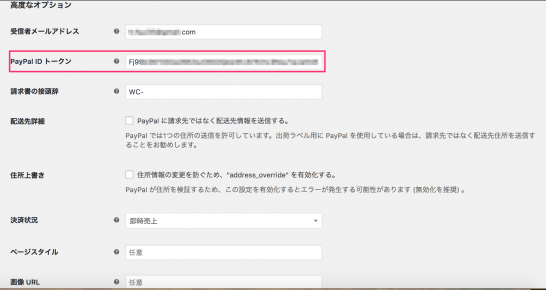 高度なオプション
受信者メールアドレス
.com
PayPal ID トークン
Fj99
請求書の接頭辞
WC-
配送先詳細
PayPal に請求先ではなく配送先情報を送信する。
PayPal では1つの住所の送信を許可しています。出荷ラベル用に PayPal を使用している場合は、請求先ではなく配送先住所を送信す
ることをお勧めします。
住所上書き
住所情報の変更を防ぐため、"address_override" を有効化する。
PayPal が住所を検証するため、この設定を有効化するとエラーが発生する可能性があります (無効化を推奨) 。
決済状況
即時売上
ページスタイル
任意
画像 URL
任意